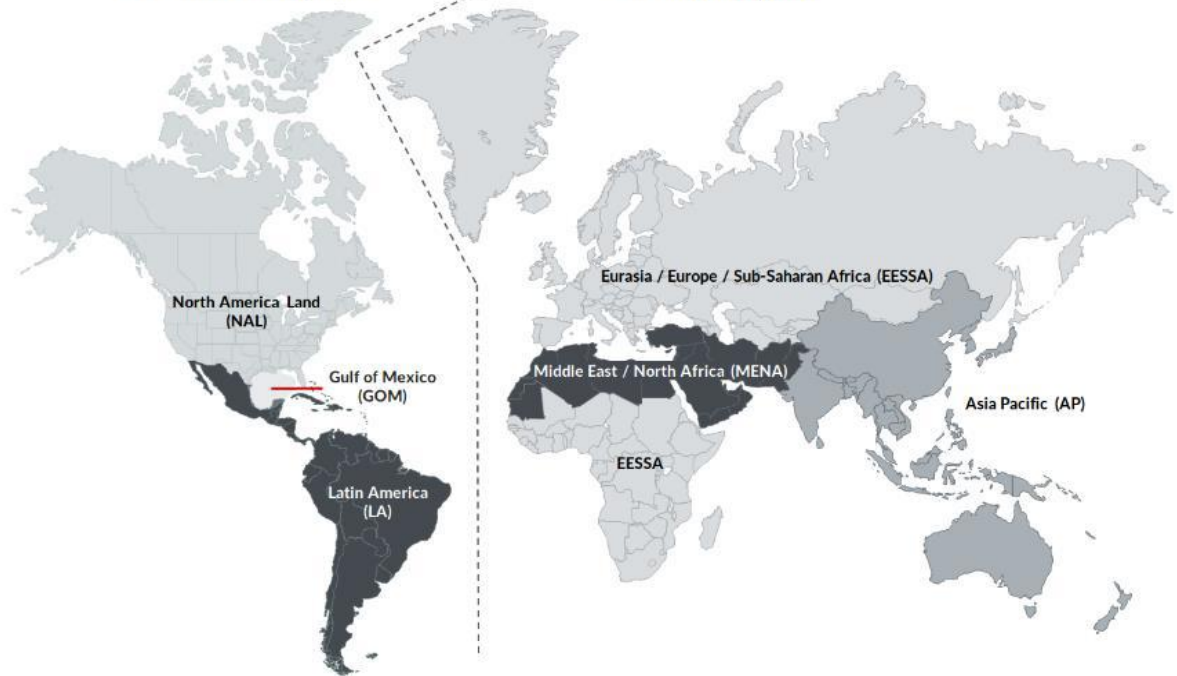 North America Land
(NAL)
Gulf of Mexico
(GOM)
Latin America
(LA)
Eurasia / Europe / Sub-Saharan Africa (EESSA)
Middle East / North Africa (MENA)
Asia Pacific (AP)
EESSA